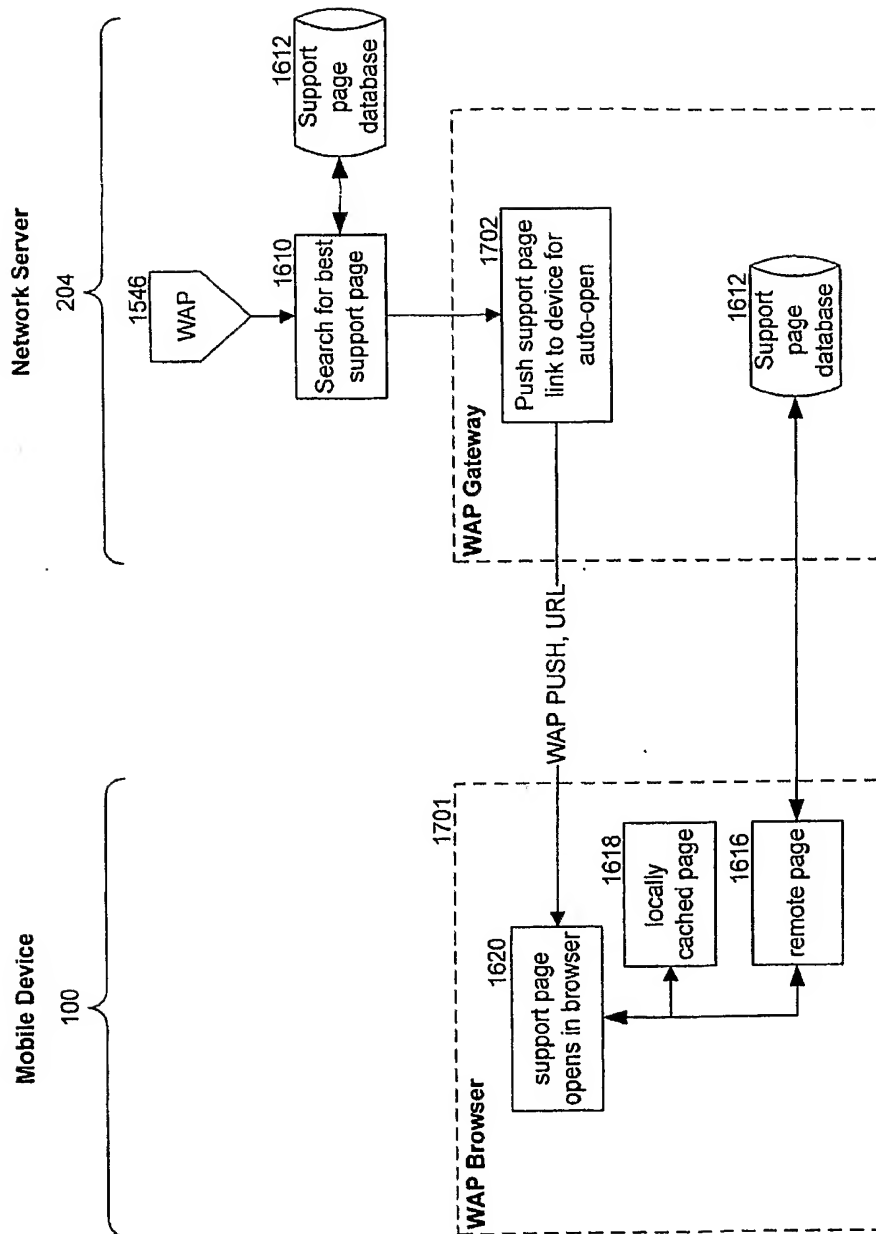 Mobile Device
100
Network Server
204
1546
WAP
1610
Search for best
support page
1612
Support
page
database
WAP Browser
1701
1620
support page
opens in browser
1618
locally
cached page
1616
remote page
WAP PUSH, URL
WAP Gateway
1702
Push support page
link to device for
auto-open
1612
Support
page
database